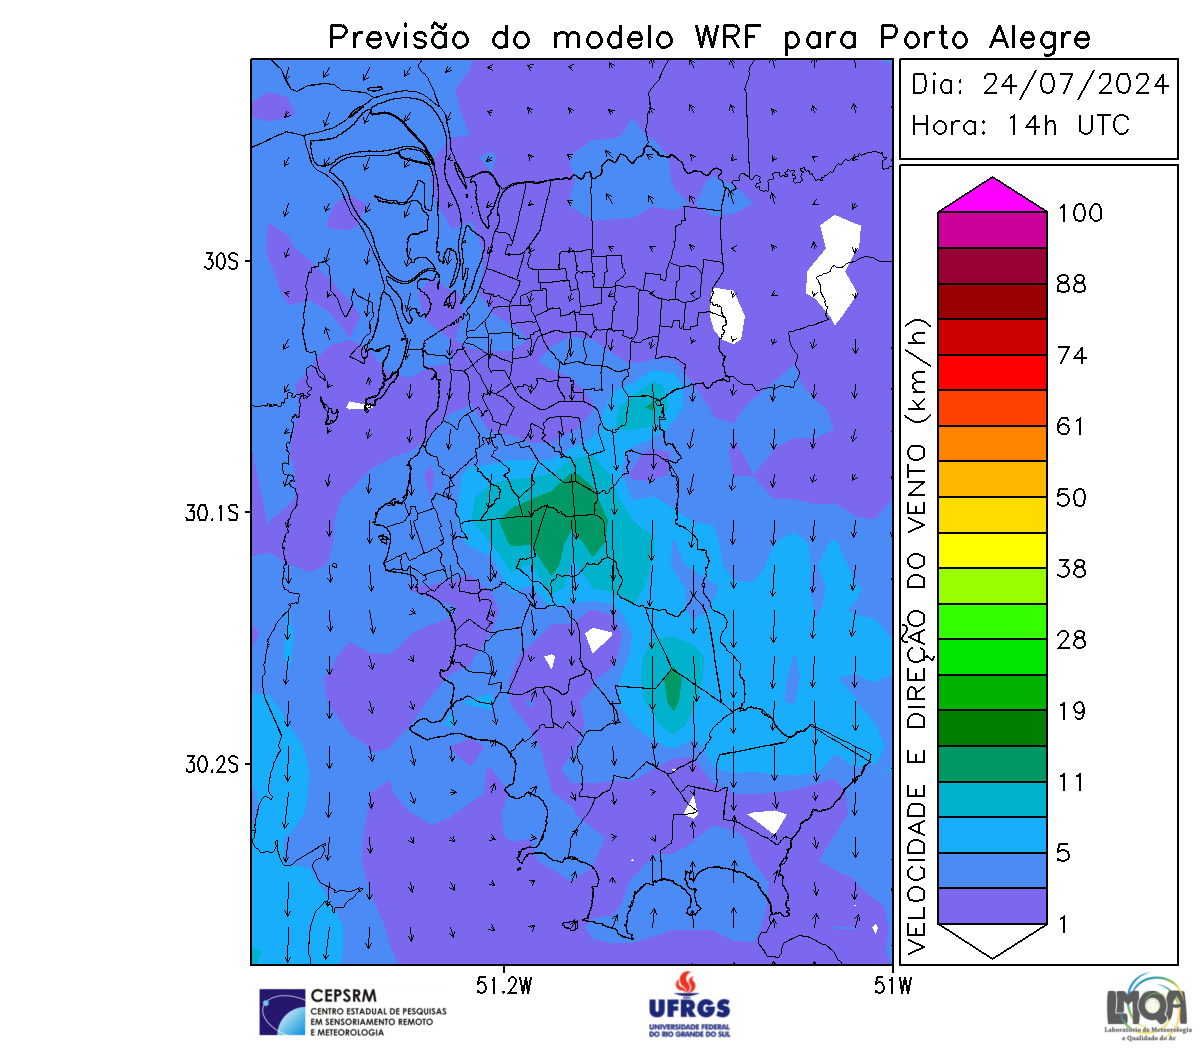 Previsão do modelo WRF para Porto Alegre
Dia: 24/07/2024
Hora: 14h UTC
30S
30.1S
30.2S
51.2W
51W
VELOCIDADE E DIREÇÃO DO VENTO (km/h)
100
88
74
61
50
38
28
19
11
5
1
CEPSRM
CENTRO ESTADUAL DE PESQUISAS
EM SENSORIAMENTO REMOTO
E METEOROLOGIA
UFRGS
UNIVERSIDADE FEDERAL
DO RIO GRANDE DO SUL
LMQA
Laboratório de Meteorologia
e Qualidade do Ar